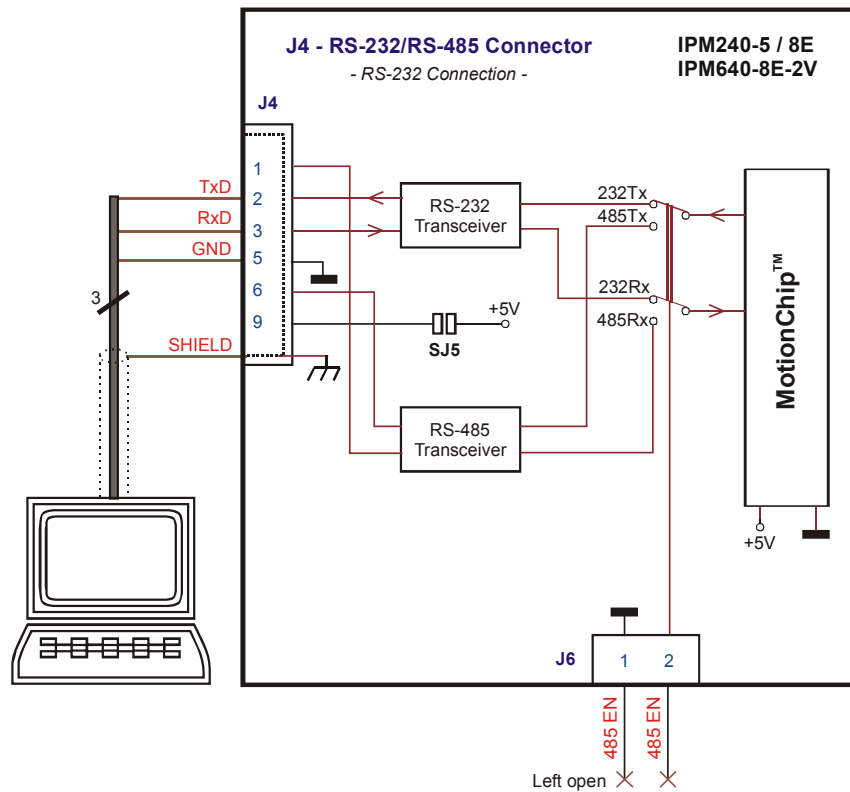 J4 - RS-232/RS-485 Connector
- RS-232 Connection -
IPM240-5 / 8E
IPM640-8E-2V
J4
1
TxD
2
RxD
3
GND
5
6
9
SHIELD
3
RS-232
Transceiver
232Tx
485Tx
232Rx
485Rx
+5V
SJ5
RS-485
Transceiver
MotionChip™
+5V
J6
1
2
485 EN
485 EN
Left open